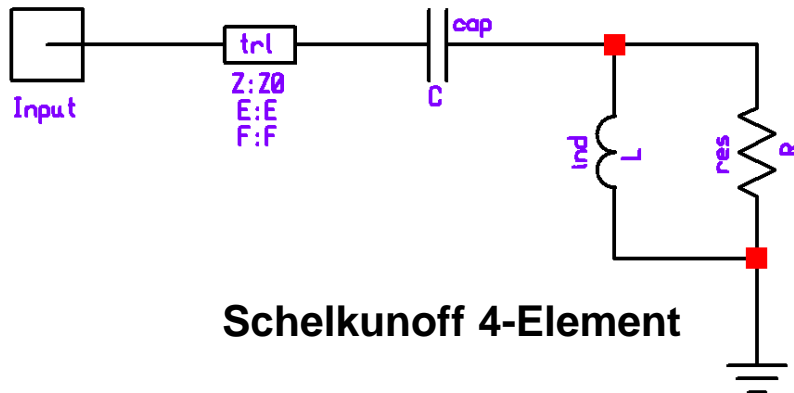 cap
trl
Z:Z0
E:E
F:F
C
Input
ind
L
res
R
Schelkunoff 4-Element